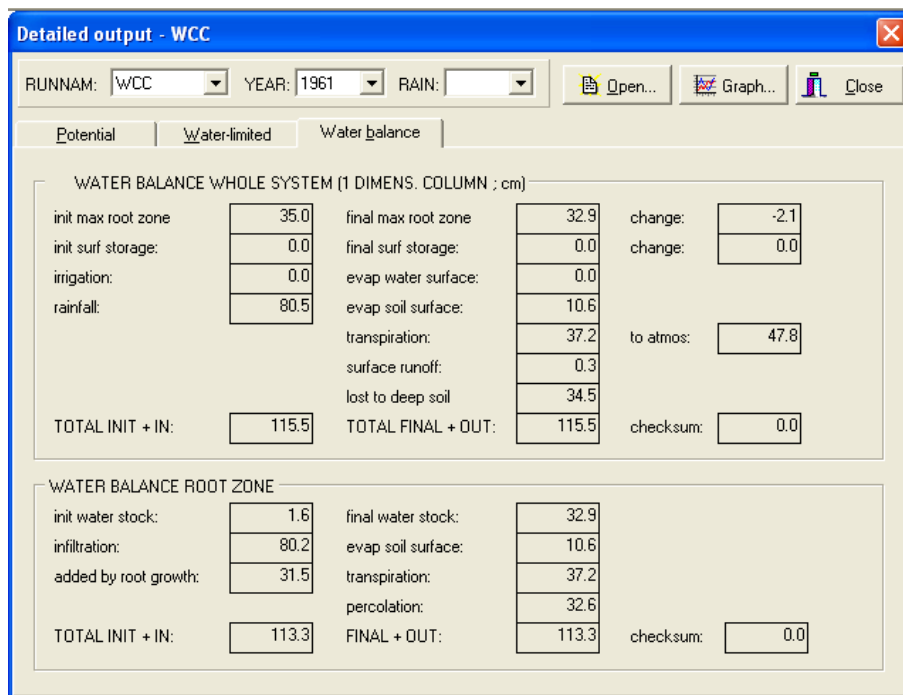 Detailed output - WCC
RUNNAM: WCC YEAR: 1961 RAIN: Open... Graph... Close
Potential Water-limited Water balance
WATER BALANCE WHOLE SYSTEM (1 DIMENS. COLUMN ; cm)
init max root zone 35.0 final max root zone 32.9 change: -2.1
init surf storage: 0.0 final surf storage: 0.0 change: 0.0
irrigation: 0.0 evap water surface: 0.0
rainfall: 80.5 evap soil surface: 10.6
transpiration: 37.2 to atmos: 47.8
surface runoff: 0.3
lost to deep soil 34.5
TOTAL INIT + IN: 115.5 TOTAL FINAL + OUT: 115.5 checksum: 0.0
WATER BALANCE ROOT ZONE
init water stock: 1.6 final water stock: 32.9
infiltration: 80.2 evap soil surface: 10.6
added by root growth: 31.5 transpiration: 37.2
percolation: 32.6
TOTAL INIT + IN: 113.3 FINAL + OUT: 113.3 checksum: 0.0